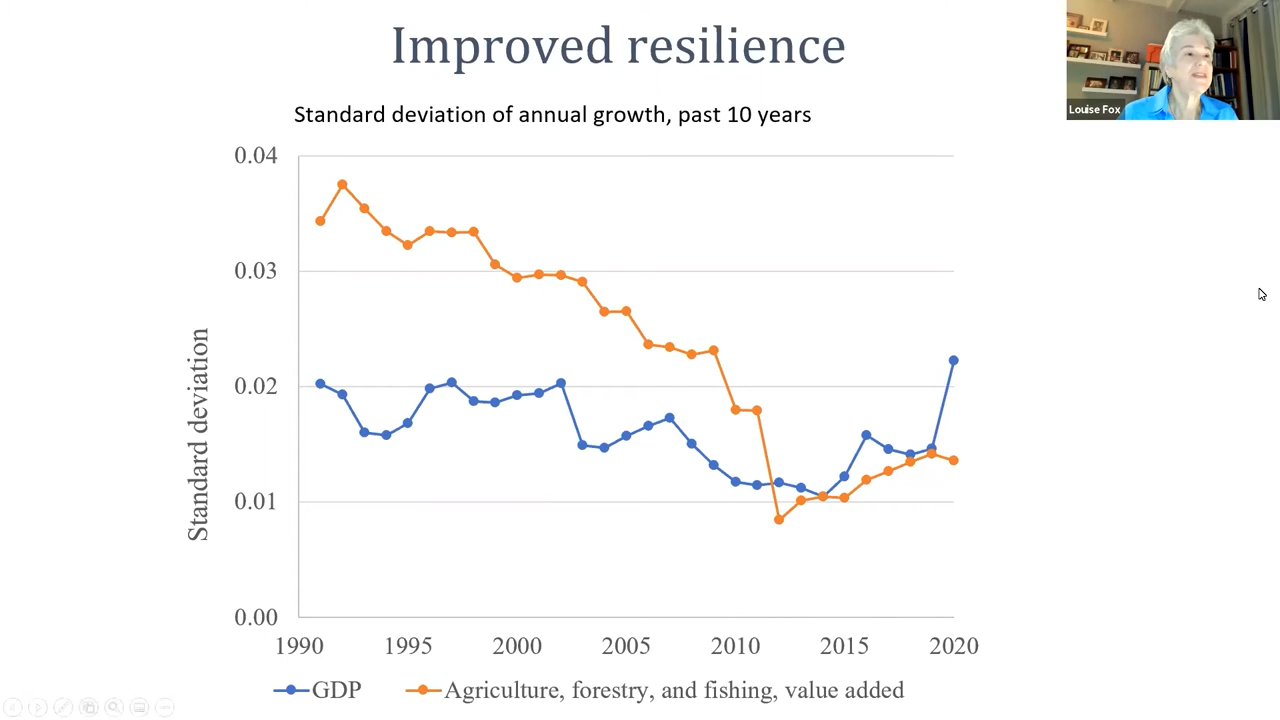 Improved resilience
Louise Fox
Standard deviation of annual growth, past 10 years
Standard deviation
0.04
0.03
0.02
0.01
0.00
1990 1995 2000 2005 2010 2015 2020
GDP Agriculture, forestry, and fishing, value added